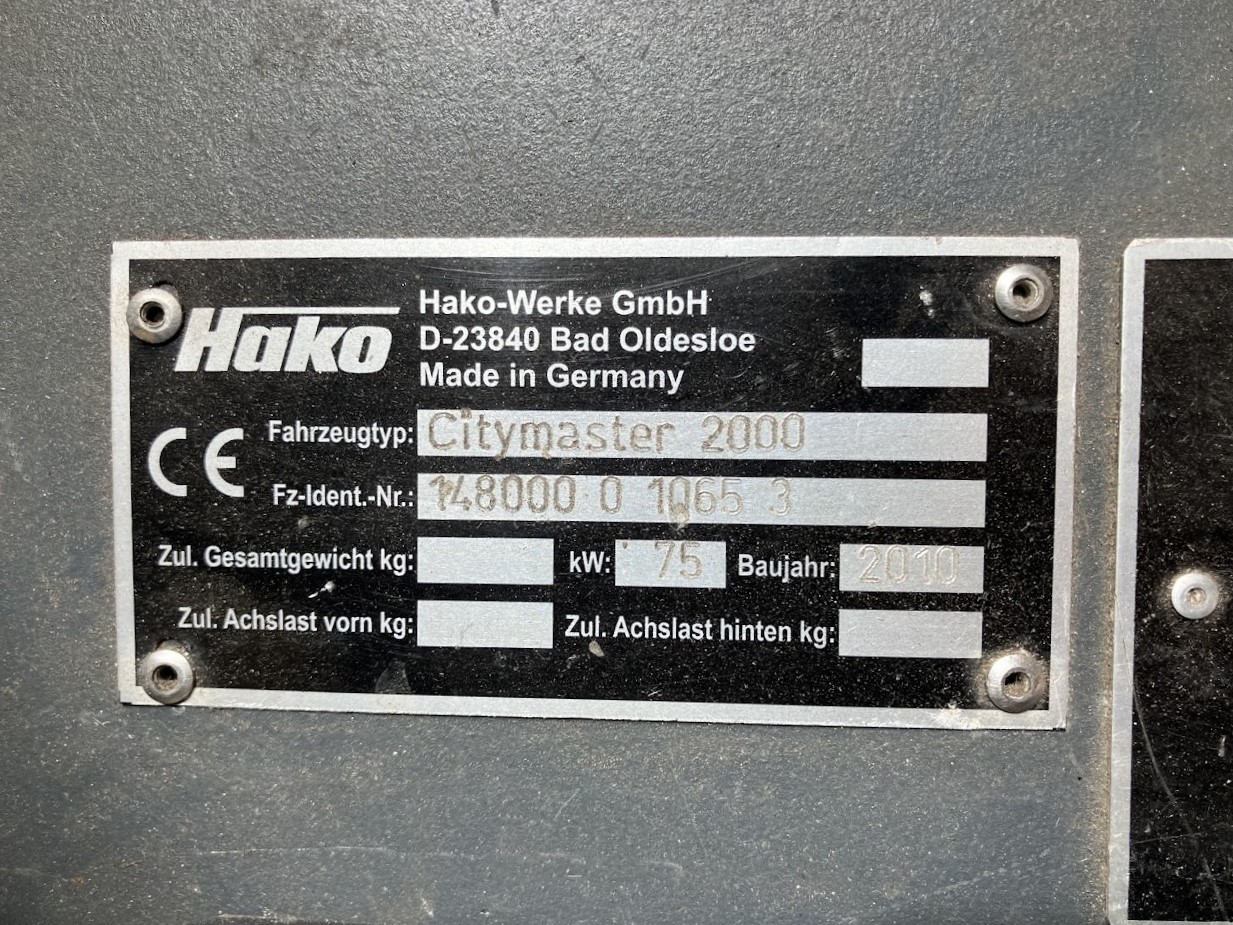 Hako
Hako-Werke GmbH
D-23840 Bad Oldesloe
Made in Germany
CE
Fahrzeugtyp: Citymaster 2000
Fz-Ident.-Nr.: 148000 0 1065 3
Zul. Gesamtgewicht kg: kW: 75 Baujahr: 2010
Zul. Achslast vorn kg: Zul. Achslast hinten kg: